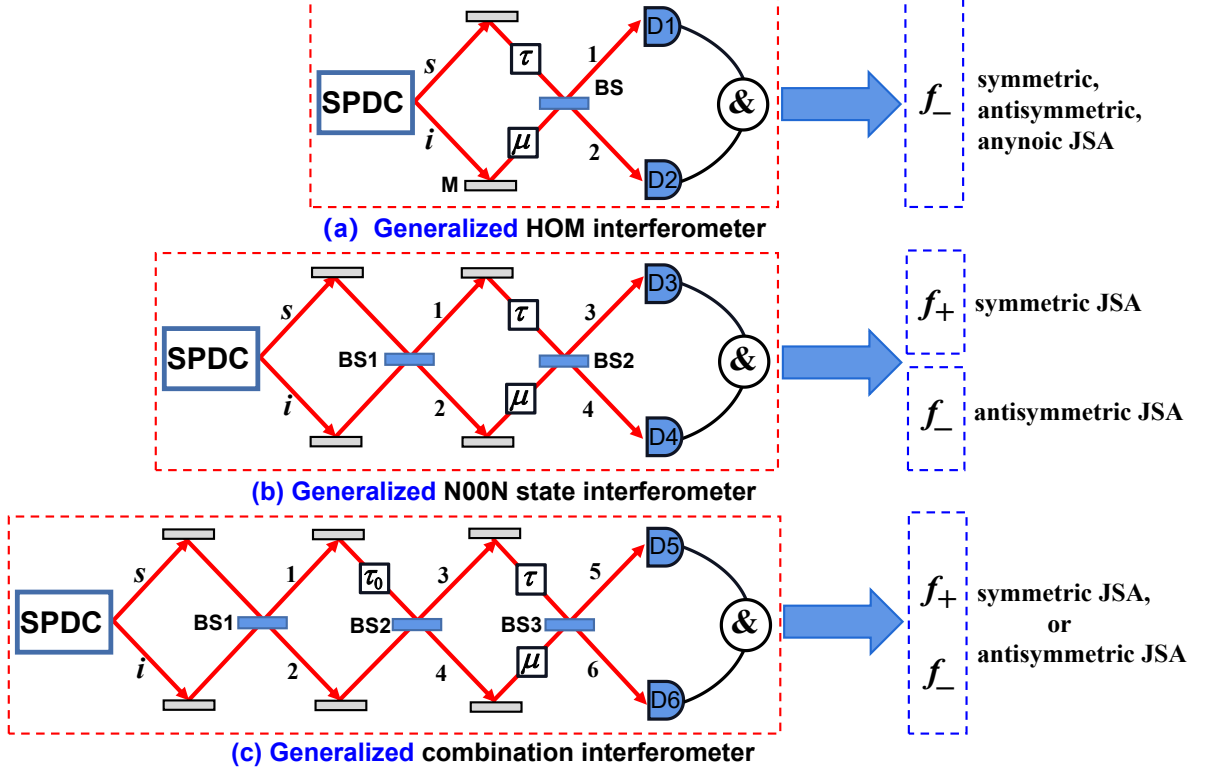 SPDC
s
i
τ
μ
M
BS
1
2
D1
D2
&
f−
symmetric,
antisymmetric,
anynoic JSA
(a) Generalized HOM interferometer
SPDC
s
i
BS1
1
2
τ
μ
BS2
3
4
D3
D4
&
f+
symmetric JSA
f−
antisymmetric JSA
(b) Generalized N00N state interferometer
SPDC
s
i
BS1
1
2
τ0
BS2
3
4
τ
μ
BS3
5
6
D5
D6
&
f+
f−
symmetric JSA,
or
antisymmetric JSA
(c) Generalized combination interferometer